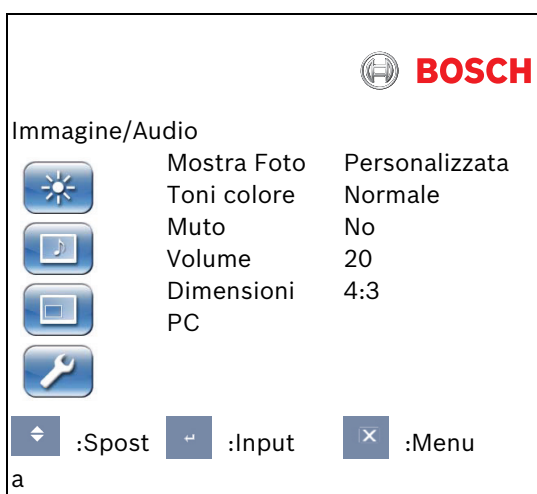 BOSCH
Immagine/Audio
Mostra Foto Personalizzata
Toni colore Normale
Muto No
Volume 20
Dimensioni 4:3
PC
:Spost :Input :Menu
a